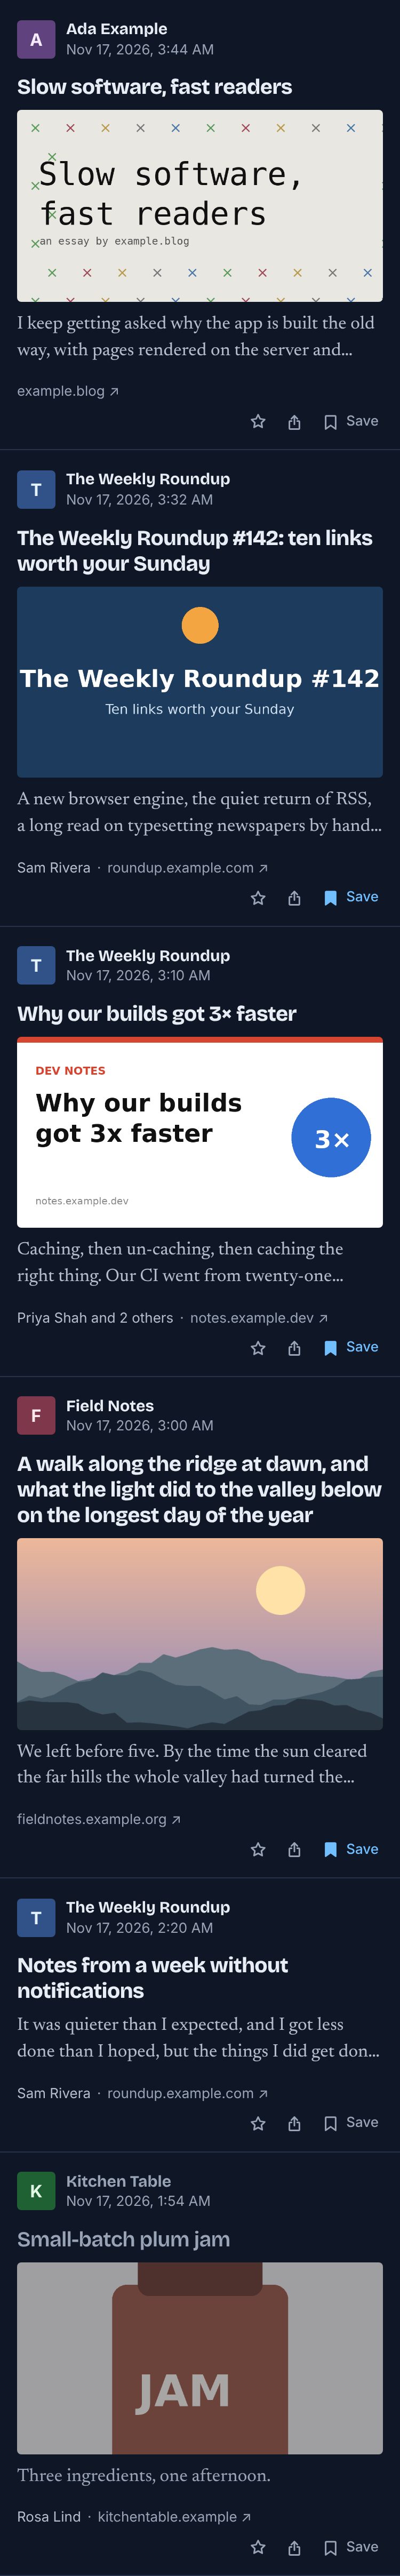 A
Ada Example
Nov 17, 2026, 3:44 AM
Slow software, fast readers
Slow software,
fast readers
an essay by example.blog
I keep getting asked why the app is built the old
way, with pages rendered on the server and…
example.blog ↗
Save
T
The Weekly Roundup
Nov 17, 2026, 3:32 AM
The Weekly Roundup #142: ten links
worth your Sunday
The Weekly Roundup #142
Ten links worth your Sunday
A new browser engine, the quiet return of RSS,
a long read on typesetting newspapers by hand…
Sam Rivera · roundup.example.com ↗
Save
T
The Weekly Roundup
Nov 17, 2026, 3:10 AM
Why our builds got 3× faster
DEV NOTES
Why our builds
got 3x faster
3×
notes.example.dev
Caching, then un-caching, then caching the
right thing. Our CI went from twenty-one…
Priya Shah and 2 others · notes.example.dev ↗
Save
F
Field Notes
Nov 17, 2026, 3:00 AM
A walk along the ridge at dawn, and
what the light did to the valley below
on the longest day of the year
We left before five. By the time the sun cleared
the far hills the whole valley had turned the…
fieldnotes.example.org ↗
Save
T
The Weekly Roundup
Nov 17, 2026, 2:20 AM
Notes from a week without
notifications
It was quieter than I expected, and I got less
done than I hoped, but the things I did get don…
Sam Rivera · roundup.example.com ↗
Save
K
Kitchen Table
Nov 17, 2026, 1:54 AM
Small-batch plum jam
JAM
Three ingredients, one afternoon.
Rosa Lind · kitchentable.example ↗
Save